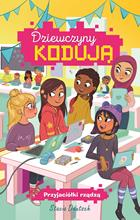 Dziewczyny
KODUJĄ
Przyjaciółki rządzą
Stacia Deutsch